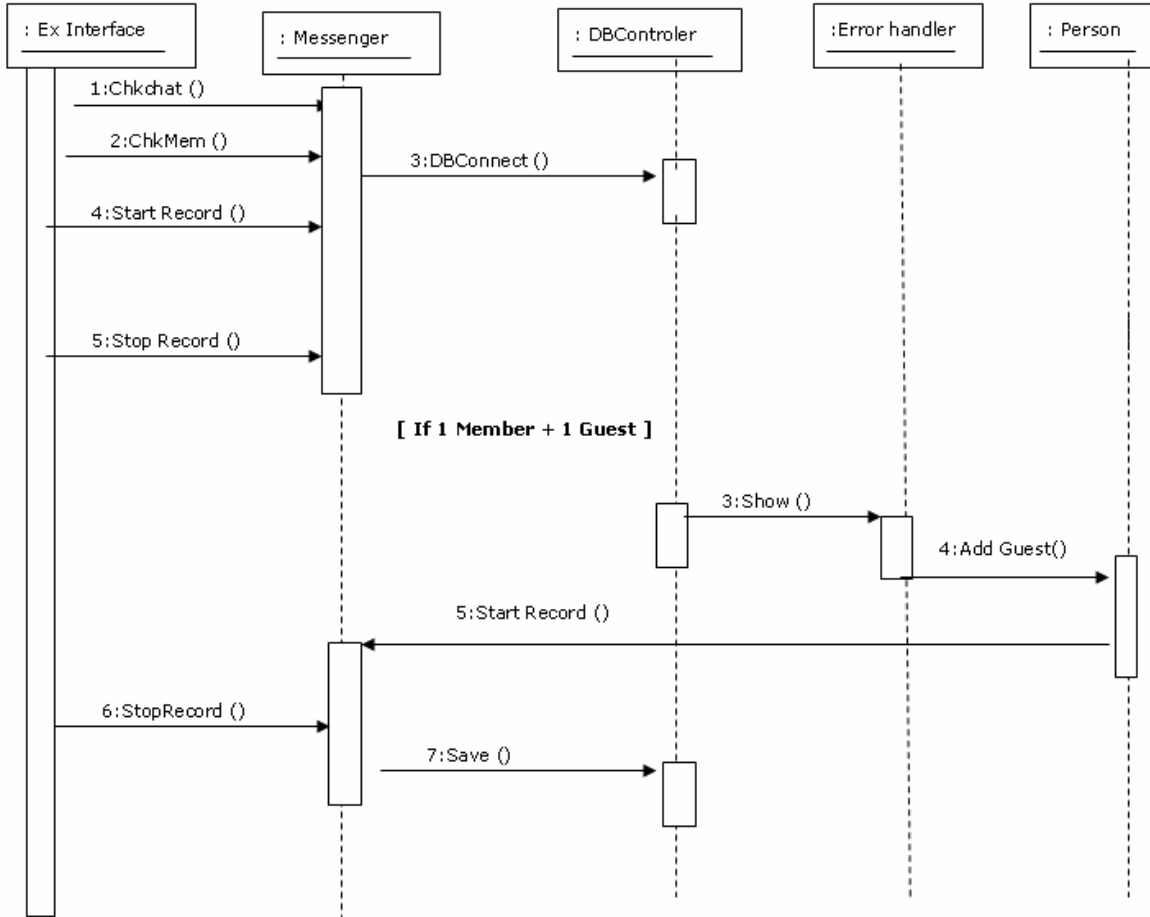 : Ex Interface
: Messenger
: DBControler
:Error handler
: Person
1:Chkchat ()
2:ChkMem ()
3:DBConnect ()
4:Start Record ()
5:Stop Record ()
[ If 1 Member + 1 Guest ]
3:Show ()
4:Add Guest()
5:Start Record ()
6:StopRecord ()
7:Save ()